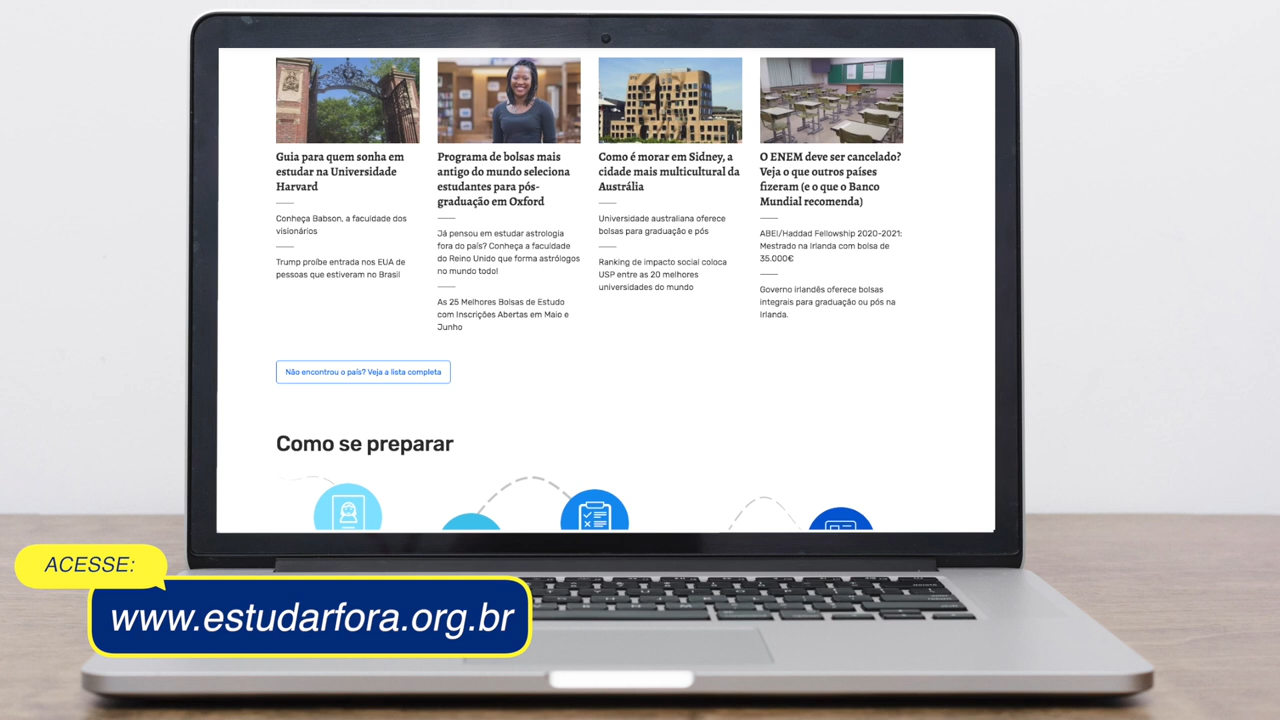 Guia para quem sonha em
estudar na Universidade
Harvard
Conheça Babson, a faculdade dos
visionários
Trump proíbe entrada nos EUA de
pessoas que estiveram no Brasil
Programa de bolsas mais
antigo do mundo seleciona
estudantes para pós-
graduação em Oxford
Já pensou em estudar astrologia
fora do país? Conheça a faculdade
do Reino Unido que forma astrólogos
no mundo todo!
As 25 Melhores Bolsas de Estudo
com Inscrições Abertas em Maio e
Junho
Como é morar em Sidney, a
cidade mais multicultural da
Austrália
Universidade australiana oferece
bolsas para graduação e pós
Ranking de impacto social coloca
USP entre as 20 melhores
universidades do mundo
O ENEM deve ser cancelado?
Veja o que outros países
fizeram (e o que o Banco
Mundial recomenda)
ABEI/Haddad Fellowship 2020-2021:
Mestrado na Irlanda com bolsa de
35.000€
Governo irlandês oferece bolsas
integrais para graduação ou pós na
Irlanda.
Não encontrou o país? Veja a lista completa
Como se preparar
ACESSE:
www.estudarfora.org.br